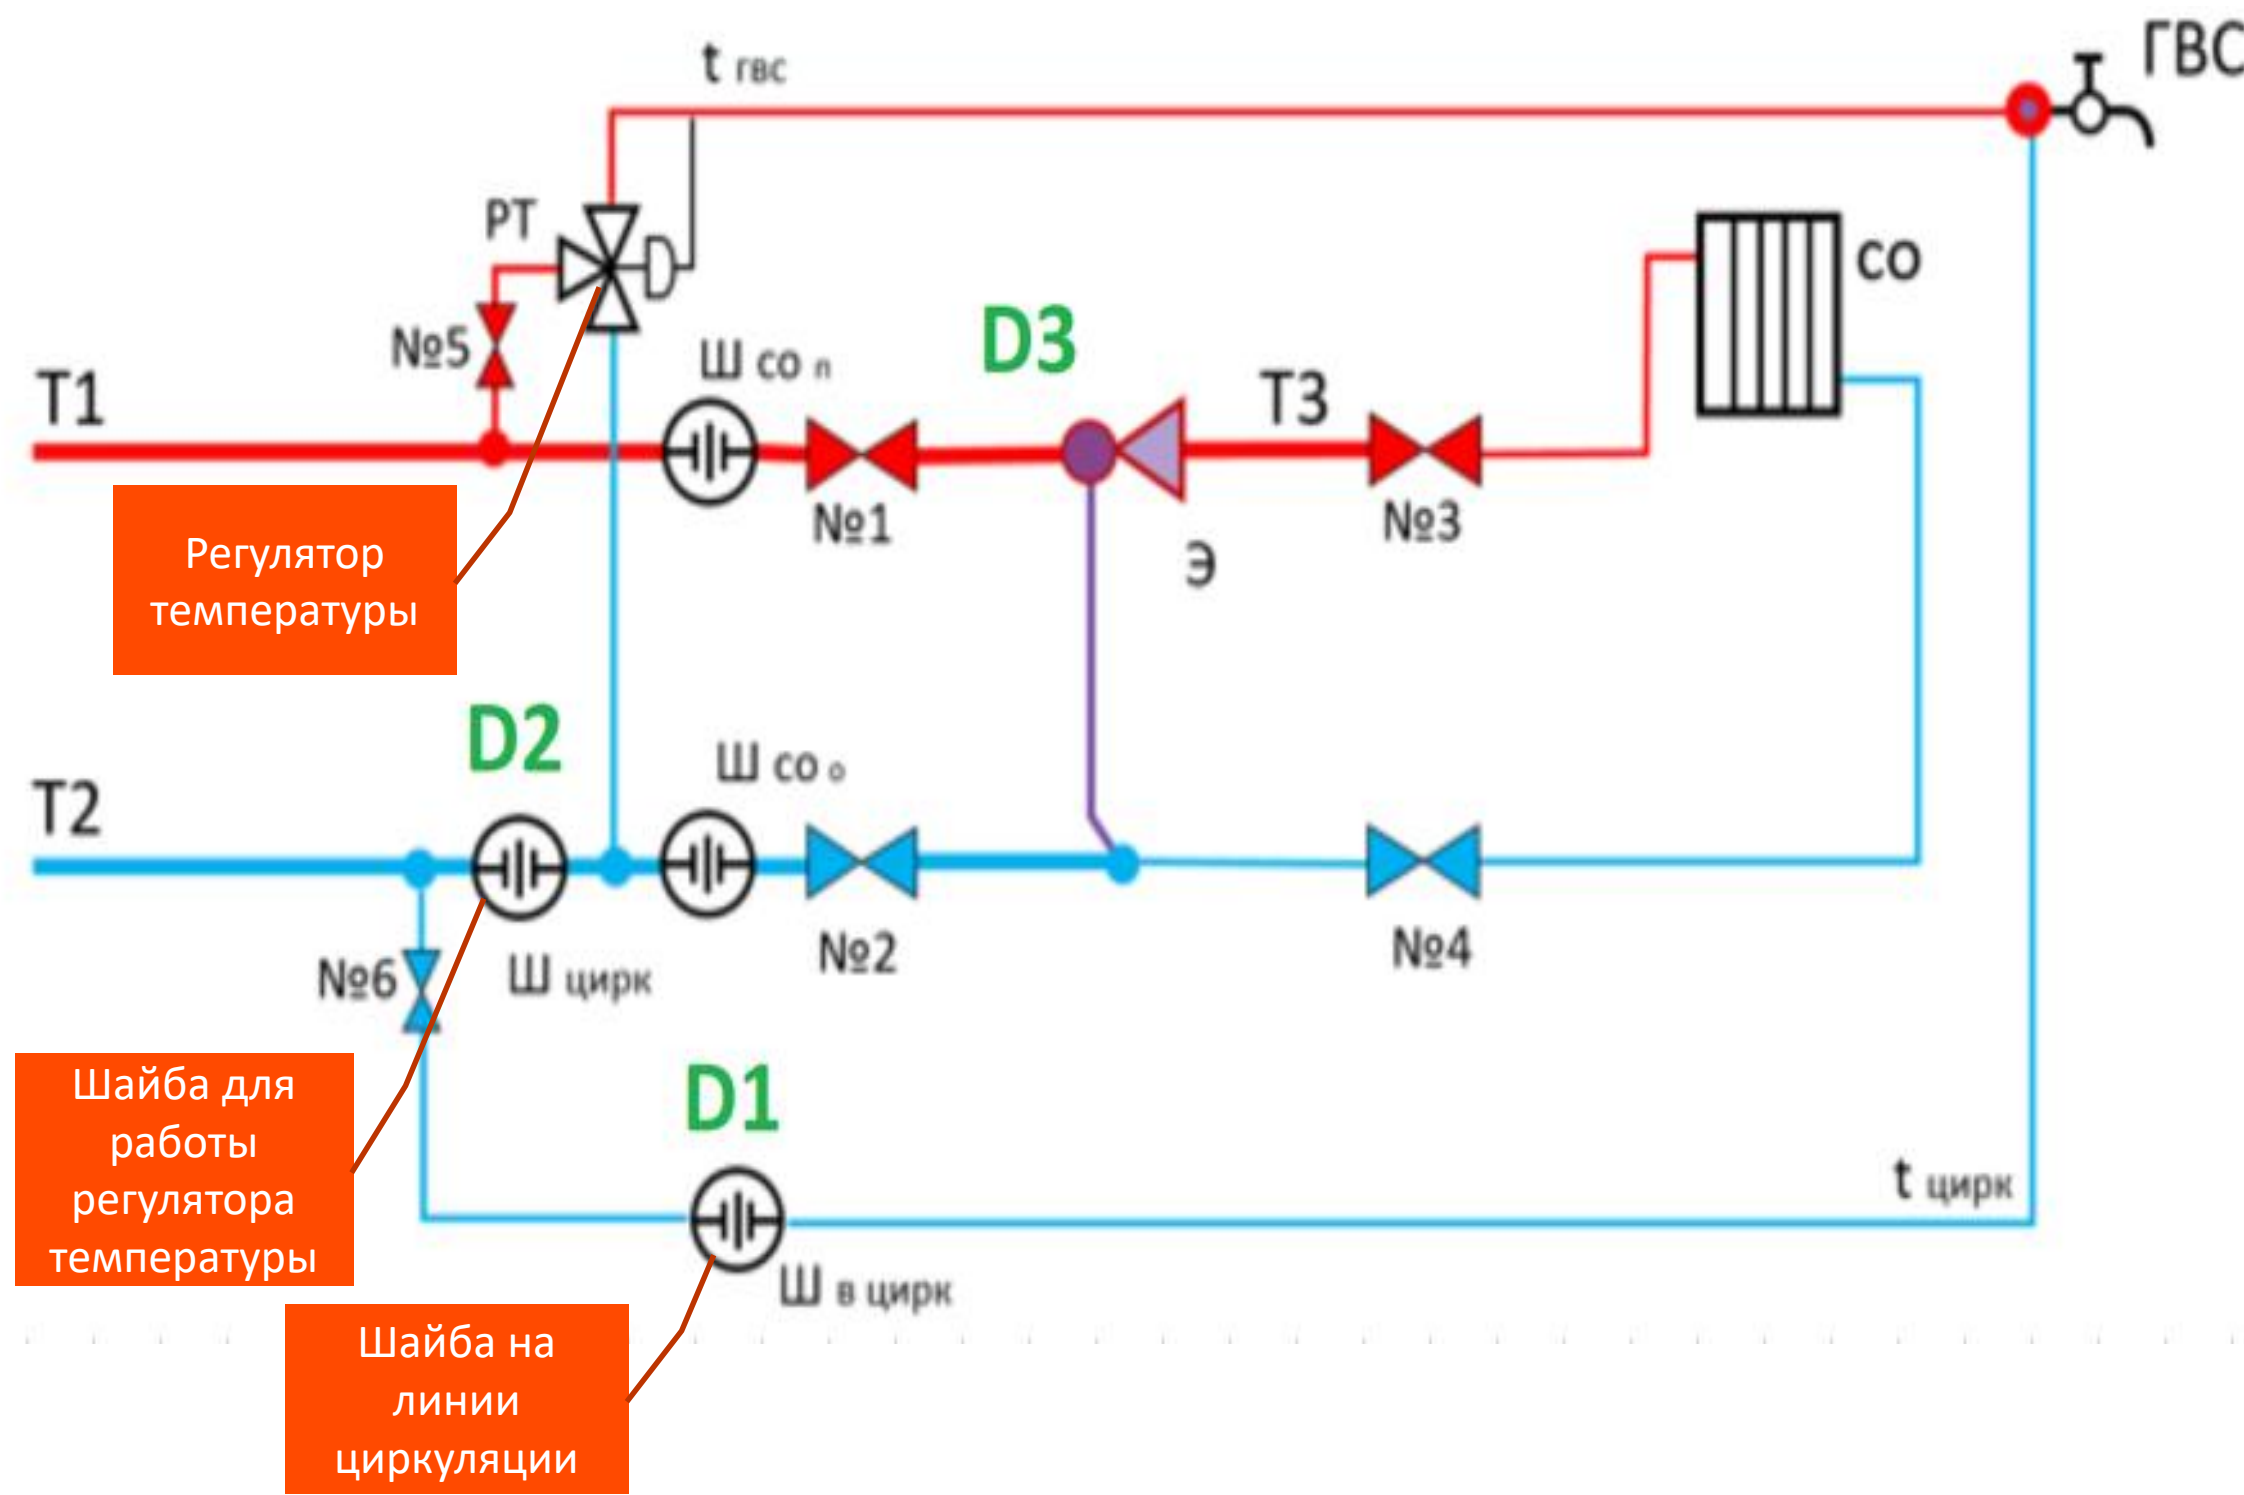 t гвс
ГВС
РТ
СО
№5
Ш со п
D3
Т1
Т3
№1
№3
Э
Регулятор
температуры
D2
Ш со о
Т2
№6
Ш цирк
№2
№4
Шайба для
работы
регулятора
температуры
D1
t цирк
Ш в цирк
Шайба на
линии
циркуляции